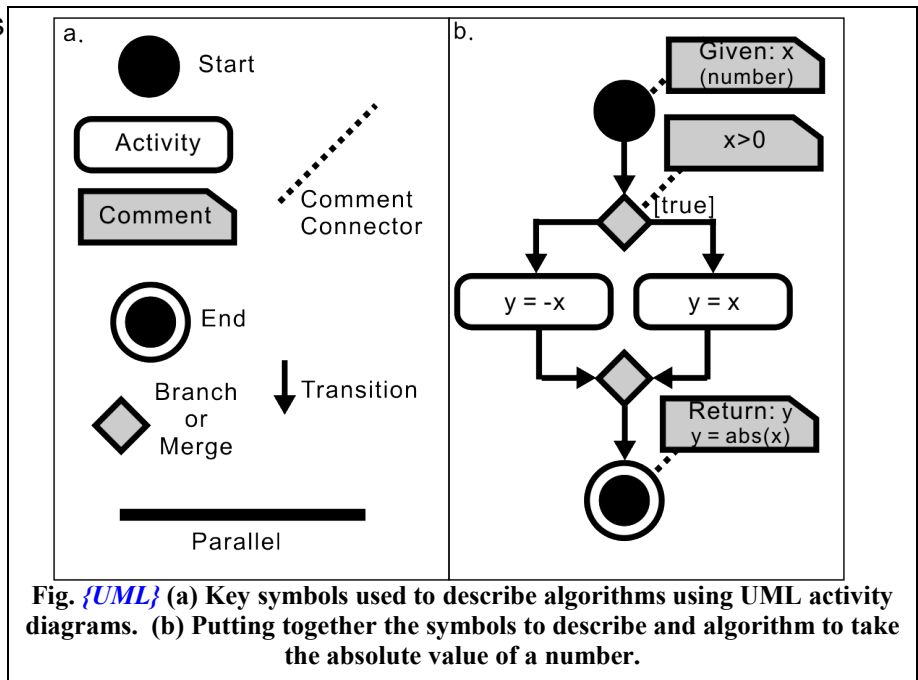 s
a.
Start
Activity
Comment
Comment
Connector
End
Branch
or
Merge
Transition
Parallel
b.
Given: x
(number)
x>0
[true]
y = -x
y = x
Return: y
y = abs(x)
Fig. {UML} (a) Key symbols used to describe algorithms using UML activity
diagrams. (b) Putting together the symbols to describe and algorithm to take
the absolute value of a number.